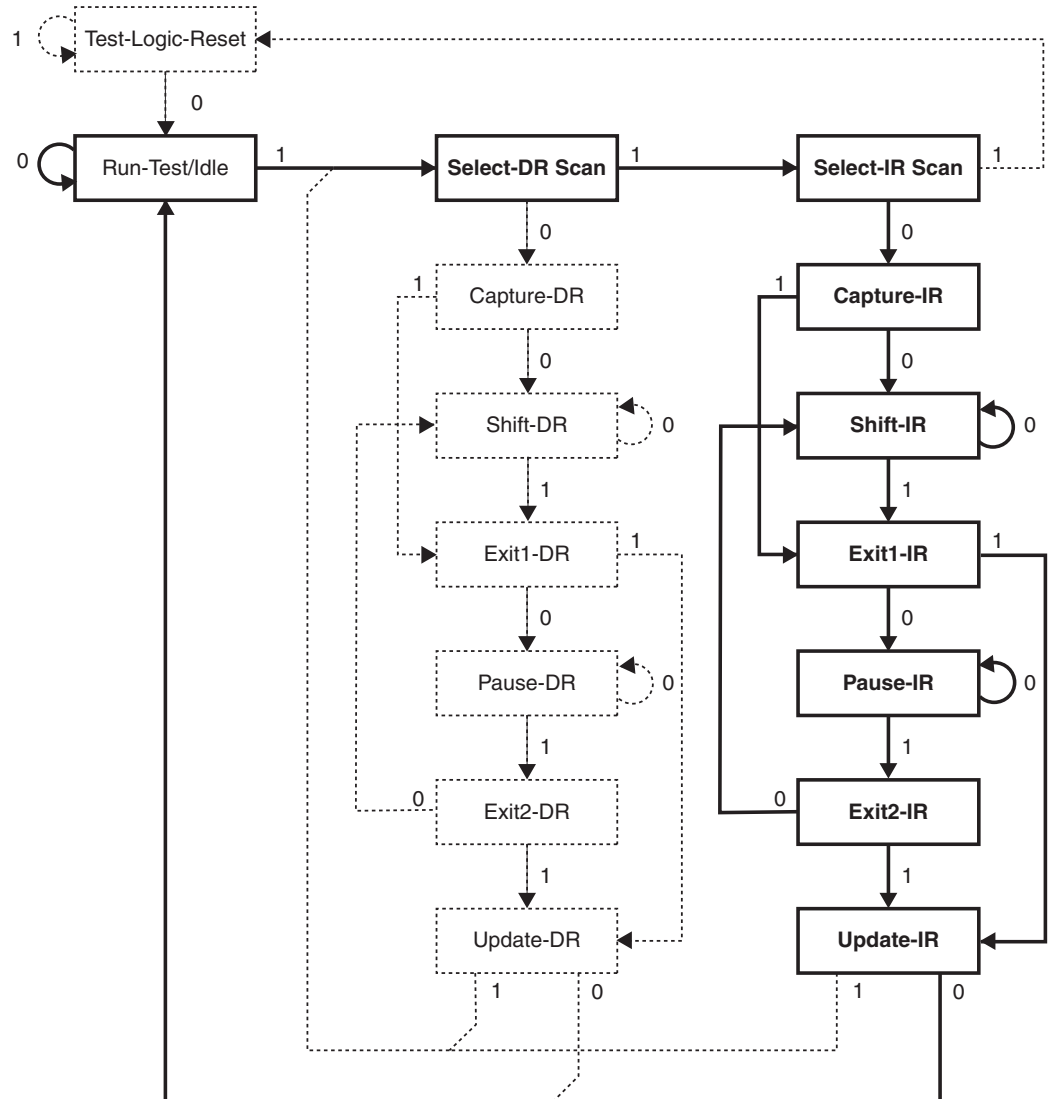 1
Test-Logic-Reset
0
0
Run-Test/Idle
1
Select-DR Scan
1
Select-IR Scan
1
0
0
1
Capture-DR
1
Capture-IR
0
0
Shift-DR
0
Shift-IR
0
1
1
Exit1-DR
1
Exit1-IR
1
0
0
Pause-DR
0
Pause-IR
0
1
1
0
Exit2-DR
0
Exit2-IR
1
1
Update-DR
Update-IR
1
0
1
0